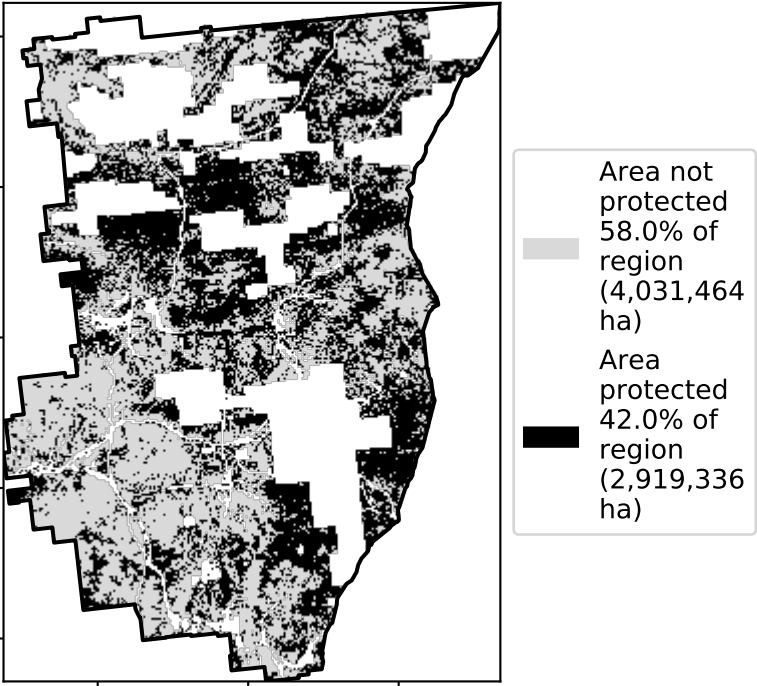 Area not
protected
58.0% of
region
(4,031,464
ha)
Area
protected
42.0% of
region
(2,919,336
ha)